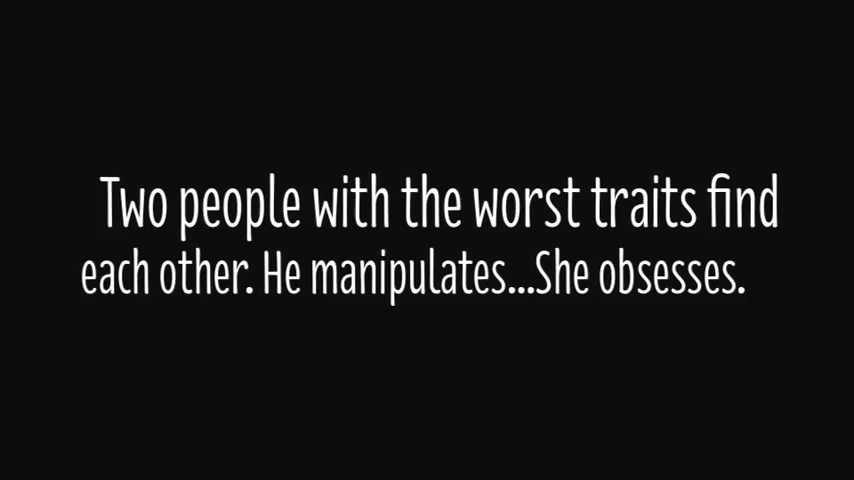 Two people with the worst traits find
each other. He manipulates...She obsesses.